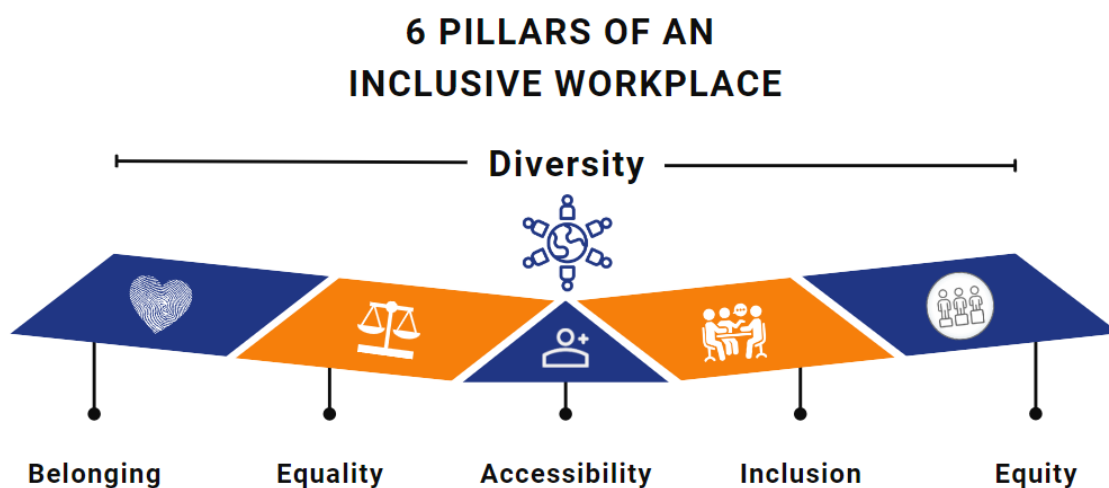 6 PILLARS OF AN
INCLUSIVE WORKPLACE
Diversity
Belonging
Equality
Accessibility
Inclusion
Equity